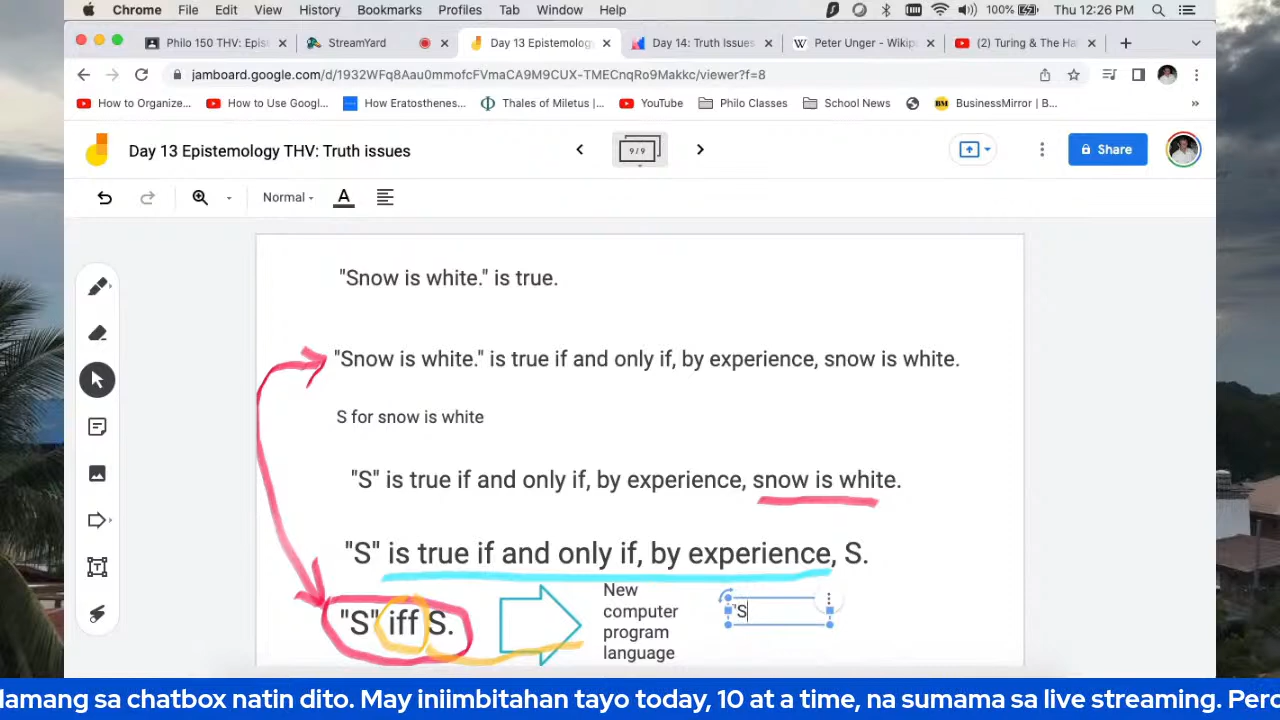 Chrome File Edit View History Bookmarks Profiles Tab Window Help 100% Thu 12:26 PM
Philo 150 THV: Epis StreamYard Day 13 Epistemology Day 14: Truth Issues Peter Unger - Wikip (2) Turing & The Ha
jamboard.google.com/d/1932WFq8Aau0mmofcFVmaCA9M9CUX-TMECnqRo9Makkc/viewer?f=8
How to Organize... How to Use Googl... How Eratosthenes... Thales of Miletus |... YouTube Philo Classes School News BM BusinessMirror | B... »
Day 13 Epistemology THV: Truth issues 9/9 Share
Normal A
"Snow is white." is true.
"Snow is white." is true if and only if, by experience, snow is white.
S for snow is white
"S" is true if and only if, by experience, snow is white.
"S" is true if and only if, by experience, S.
"S" iff S.
New
computer
program
language
"S
lamang sa chatbox natin dito. May iniimbitahan tayo today, 10 at a time, na sumama sa live streaming. Perc